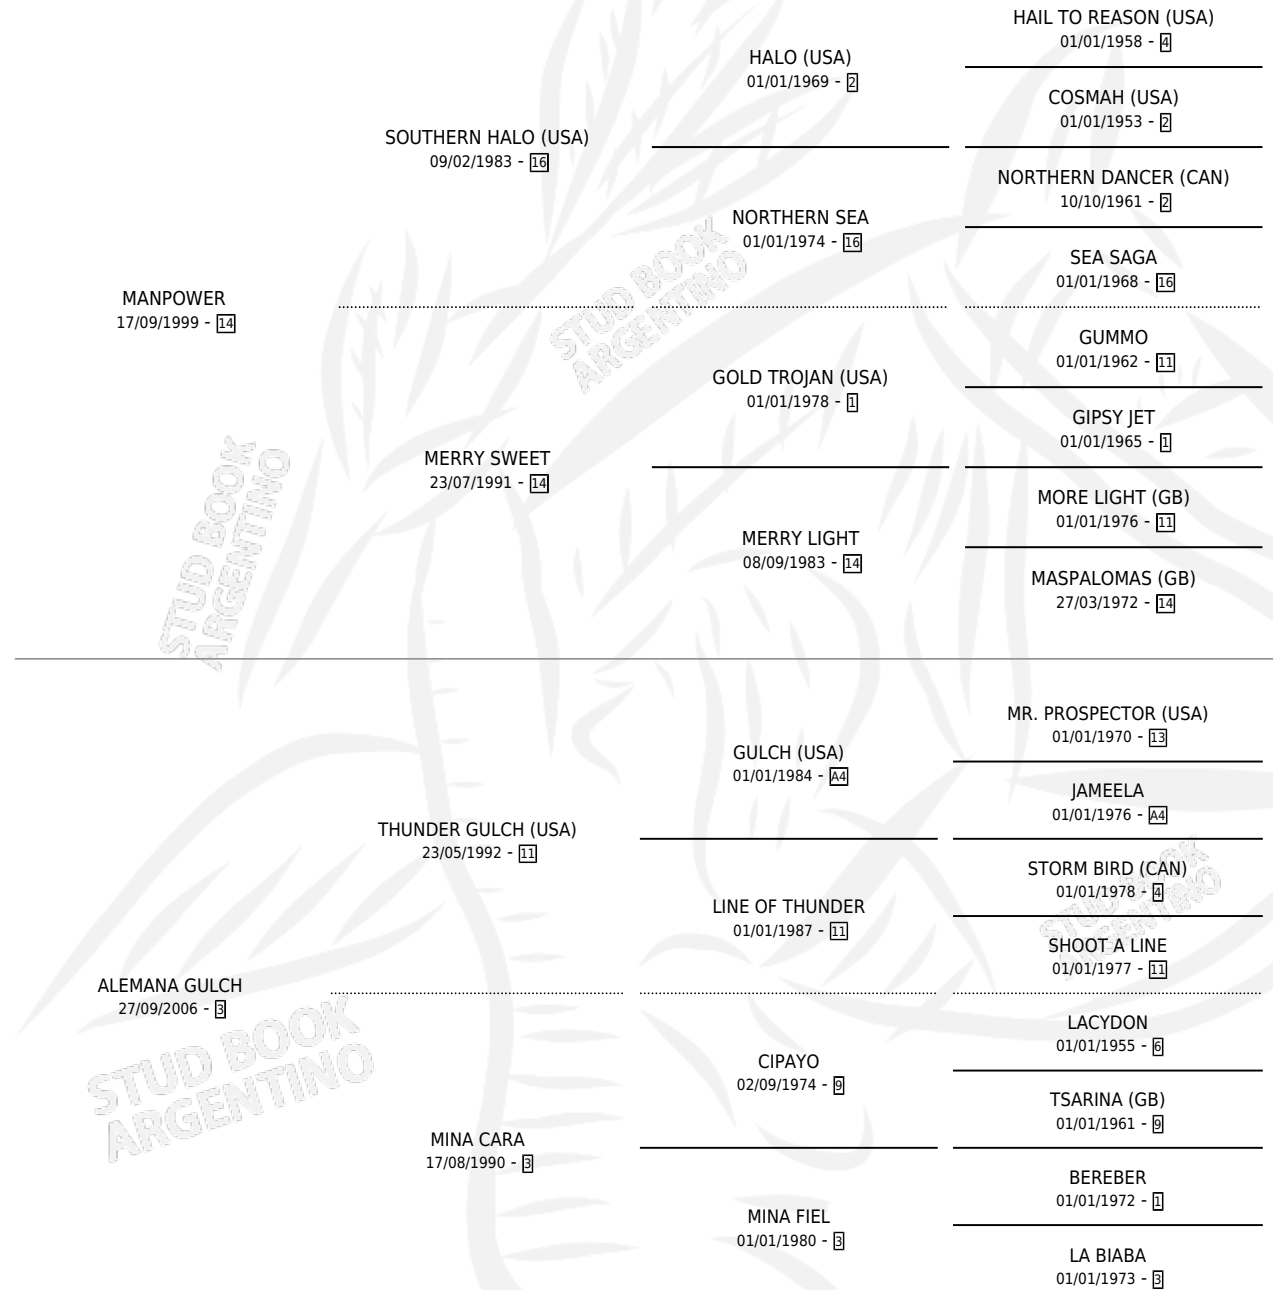 HAIL TO REASON (USA)
01/01/1958 - 4
HALO (USA)
01/01/1969 - 2
COSMAH (USA)
01/01/1953 - 2
SOUTHERN HALO (USA)
09/02/1983 - 16
NORTHERN DANCER (CAN)
10/10/1961 - 2
NORTHERN SEA
01/01/1974 - 16
SEA SAGA
01/01/1968 - 16
MANPOWER
17/09/1999 - 14
GUMMO
01/01/1962 - 11
GOLD TROJAN (USA)
01/01/1978 - 1
GIPSY JET
01/01/1965 - 1
MERRY SWEET
23/07/1991 - 14
MORE LIGHT (GB)
01/01/1976 - 11
MERRY LIGHT
08/09/1983 - 14
MASPALOMAS (GB)
27/03/1972 - 14
MR. PROSPECTOR (USA)
01/01/1970 - 13
GULCH (USA)
01/01/1984 - A4
JAMEELA
01/01/1976 - A4
THUNDER GULCH (USA)
23/05/1992 - 11
STORM BIRD (CAN)
01/01/1978 - 4
LINE OF THUNDER
01/01/1987 - 11
SHOOT A LINE
01/01/1977 - 11
ALEMANA GULCH
27/09/2006 - 3
LACYDON
01/01/1955 - 6
CIPAYO
02/09/1974 - 9
TSARINA (GB)
01/01/1961 - 9
MINA CARA
17/08/1990 - 3
BEREBER
01/01/1972 - 1
MINA FIEL
01/01/1980 - 3
LA BIABA
01/01/1973 - 3
STUD BOOK
ARGENTINO
STUD BOOK
ARGENTINO
STUD BOOK
ARGENTINO
STUD BOOK
ARGENTINO